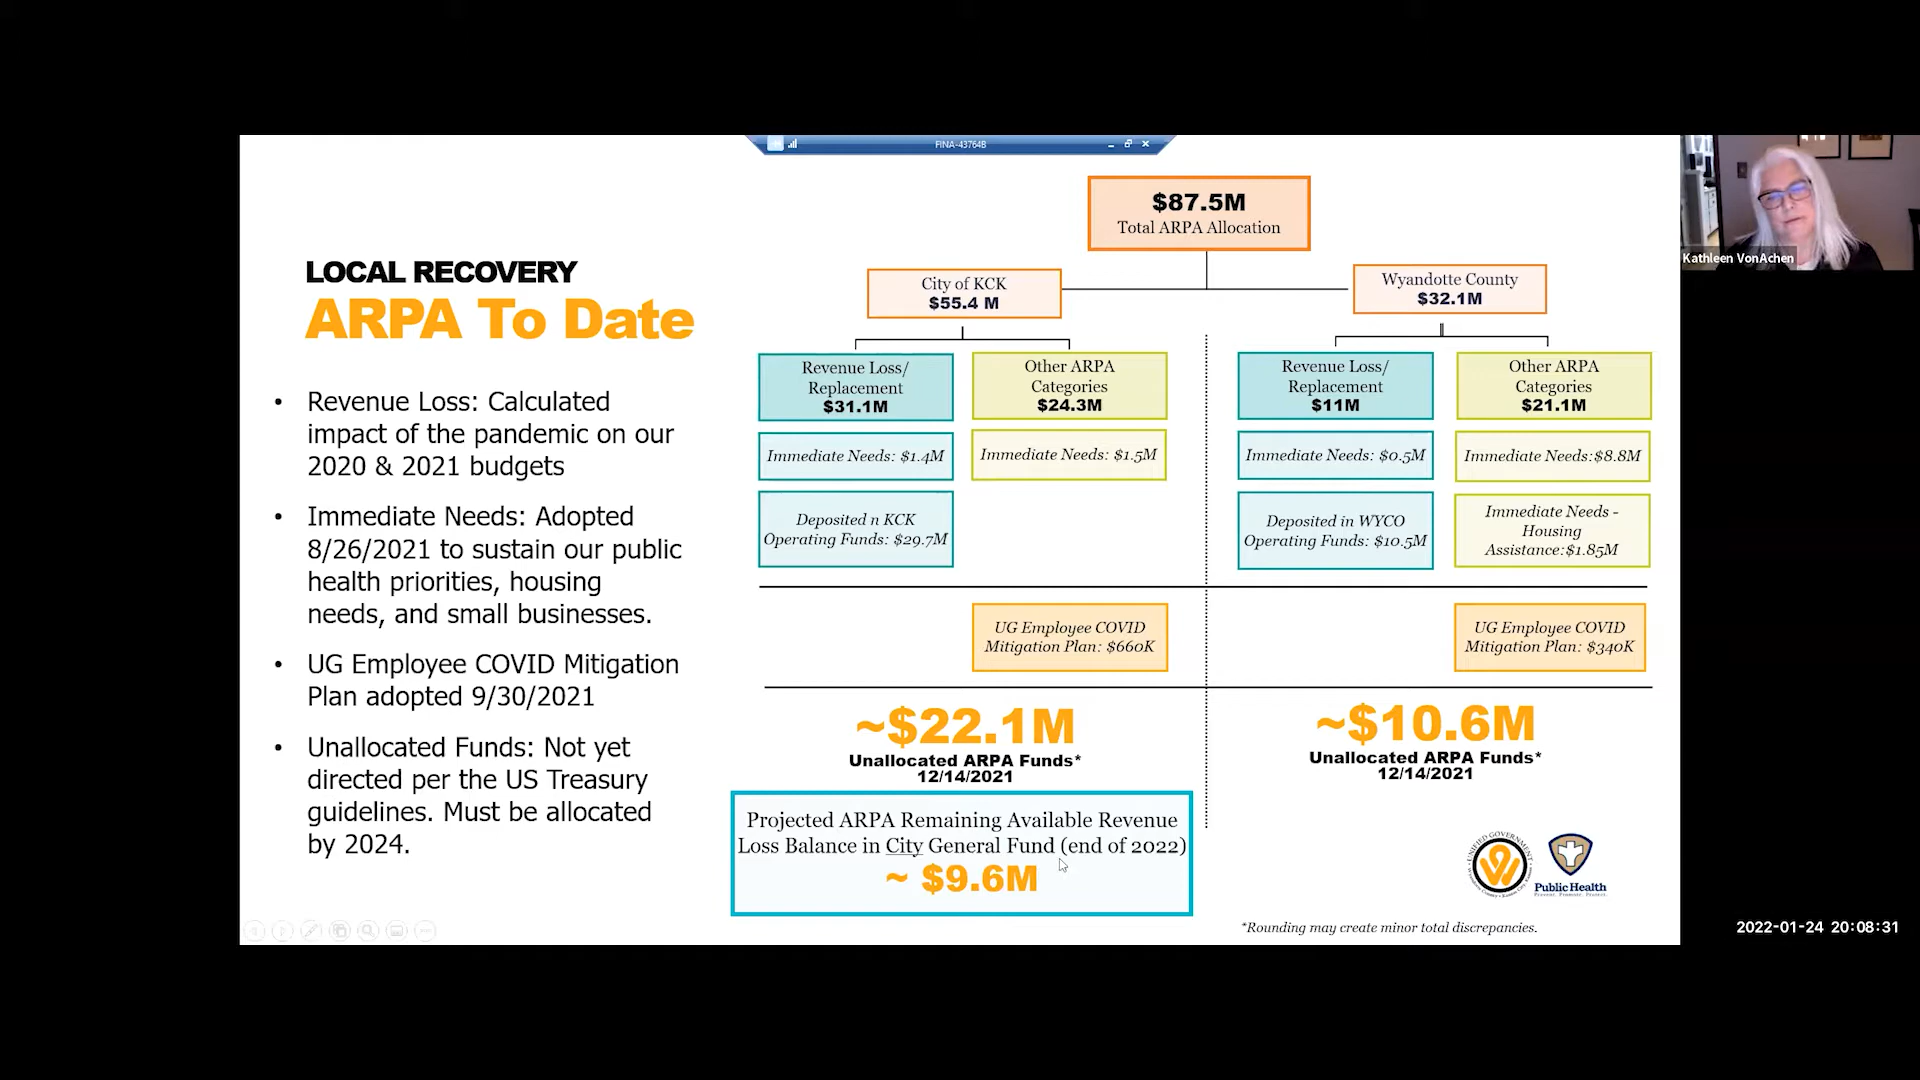 FINA-43764B
LOCAL RECOVERY
ARPA To Date
• Revenue Loss: Calculated
impact of the pandemic on our
2020 & 2021 budgets
• Immediate Needs: Adopted
8/26/2021 to sustain our public
health priorities, housing
needs, and small businesses.
• UG Employee COVID Mitigation
Plan adopted 9/30/2021
• Unallocated Funds: Not yet
directed per the US Treasury
guidelines. Must be allocated
by 2024.
$87.5M
Total ARPA Allocation
City of KCK
$55.4 M
Wyandotte County
$32.1M
Revenue Loss/
Replacement
$31.1M
Other ARPA
Categories
$24.3M
Revenue Loss/
Replacement
$11M
Other ARPA
Categories
$21.1M
Immediate Needs: $1.4M
Immediate Needs: $1.5M
Immediate Needs: $0.5M
Immediate Needs:$8.8M
Deposited n KCK
Operating Funds: $29.7M
Deposited in WYCO
Operating Funds: $10.5M
Immediate Needs -
Housing
Assistance:$1.85M
UG Employee COVID
Mitigation Plan: $660K
UG Employee COVID
Mitigation Plan: $340K
~$22.1M
Unallocated ARPA Funds*
12/14/2021
~$10.6M
Unallocated ARPA Funds*
12/14/2021
Projected ARPA Remaining Available Revenue
Loss Balance in City General Fund (end of 2022)
~ $9.6M
UNIFIED GOVERNMENT
Public Health
*Rounding may create minor total discrepancies.
Kathleen VonAchen
2022-01-24 20:08:31